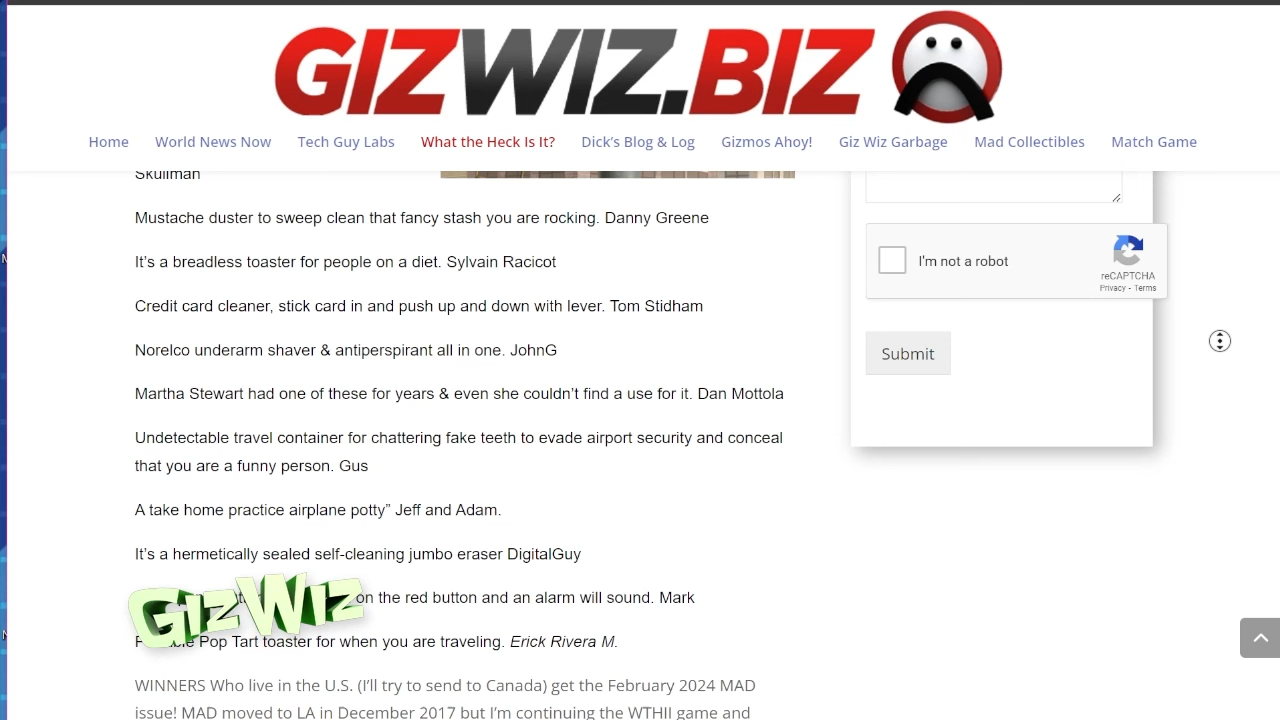 GIZWIZ.BIZ
Home World News Now Tech Guy Labs What the Heck Is It? Dick's Blog & Log Gizmos Ahoy! Giz Wiz Garbage Mad Collectibles Match Game
Skullman
Mustache duster to sweep clean that fancy stash you are rocking. Danny Greene
It's a breadless toaster for people on a diet. Sylvain Racicot
Credit card cleaner, stick card in and push up and down with lever. Tom Stidham
Norelco underarm shaver & antiperspirant all in one. JohnG
Martha Stewart had one of these for years & even she couldn't find a use for it. Dan Mottola
Undetectable travel container for chattering fake teeth to evade airport security and conceal
that you are a funny person. Gus
A take home practice airplane potty" Jeff and Adam.
It's a hermetically sealed self-cleaning jumbo eraser DigitalGuy
on the red button and an alarm will sound. Mark
Pop Tart toaster for when you are traveling. Erick Rivera M.
GIZWIZ
WINNERS Who live in the U.S. (I'll try to send to Canada) get the February 2024 MAD
issue! MAD moved to LA in December 2017 but I'm continuing the WTHII game and
I'm not a robot
reCAPTCHA
Privacy - Terms
Submit